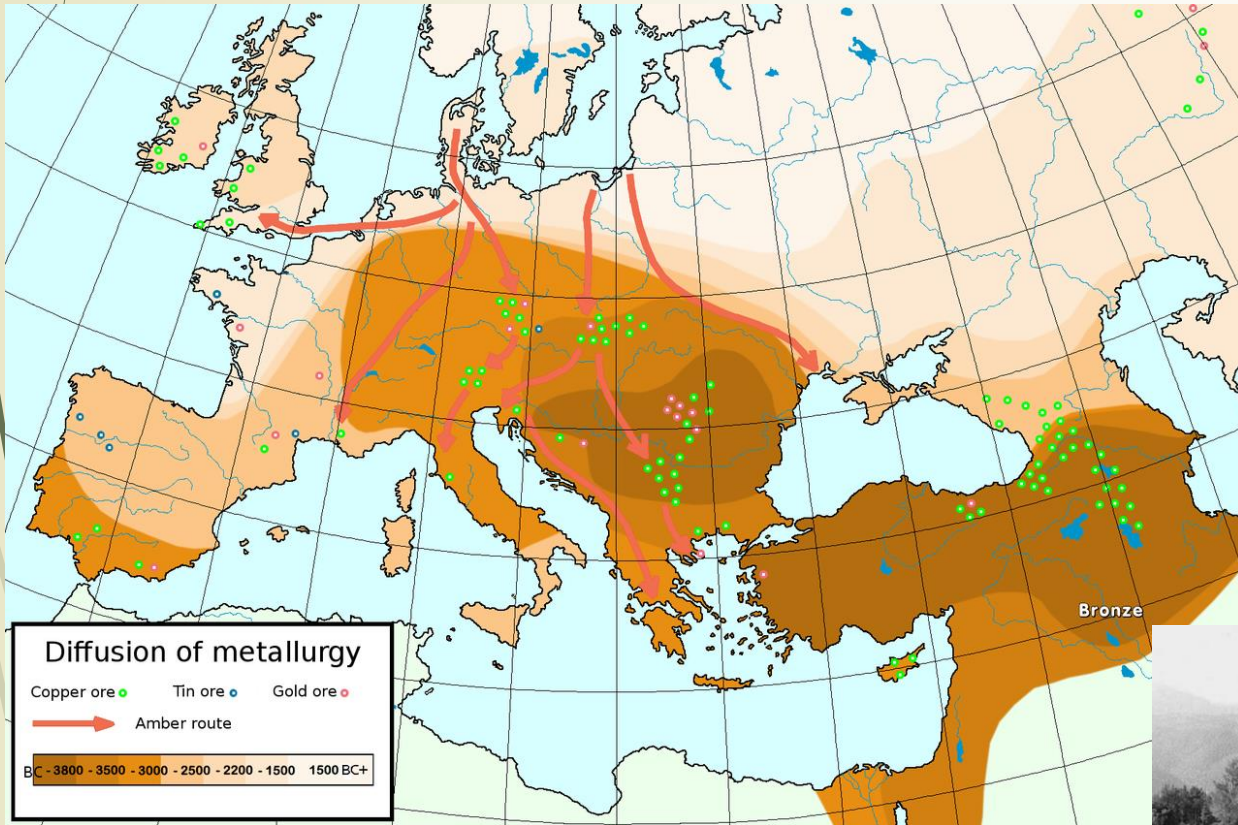 Bronze
Diffusion of metallurgy
Copper ore Tin ore Gold ore
Amber route
BC - 3800 - 3500 - 3000 - 2500 - 2200 - 1500 1500 BC+